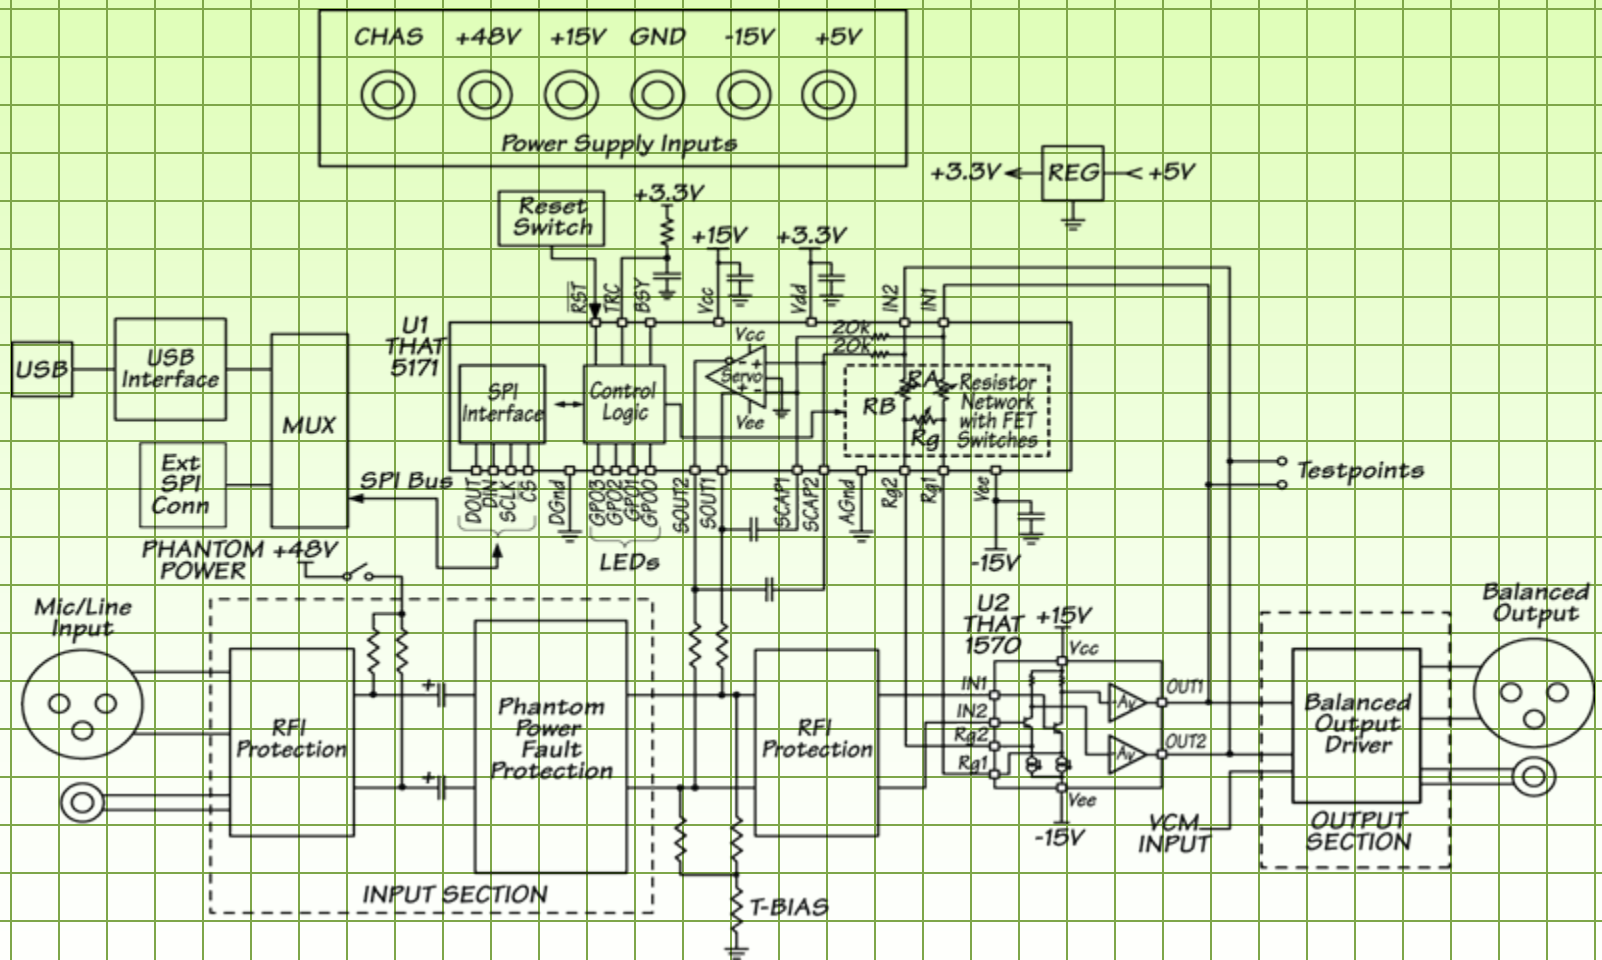 CHAS +48V +15V GND -15V +5V
Power Supply Inputs
+3.3V
REG
+5V
Reset
Switch
+3.3V
+15V
+3.3V
RST
TRC
BSY
Vcc
Vdd
IN2
IN1
U1
THAT
5171
USB
USB
Interface
MUX
Ext
SPI
Conn
SPI Bus
SPI
Interface
Control
Logic
Vcc
Servo
Vee
20k
20k
RA
RB
Rg
Resistor
Network
with FET
Switches
DOUT
DIN
SCLK
CS
DGnd
GPO3
GPO2
GPO1
GPO0
SOUT2
SOUT1
SCAP1
SCAP2
AGnd
Rg2
Rg1
Vee
LEDs
-15V
Testpoints
PHANTOM +48V
POWER
Mic/Line
Input
RFI
Protection
Phantom
Power
Fault
Protection
INPUT SECTION
RFI
Protection
T-BIAS
U2
THAT
1570
+15V
Vcc
IN1
IN2
Rg2
Rg1
Av
Av
OUT1
OUT2
Vee
-15V
VCM
INPUT
Balanced
Output
Driver
OUTPUT
SECTION
Balanced
Output